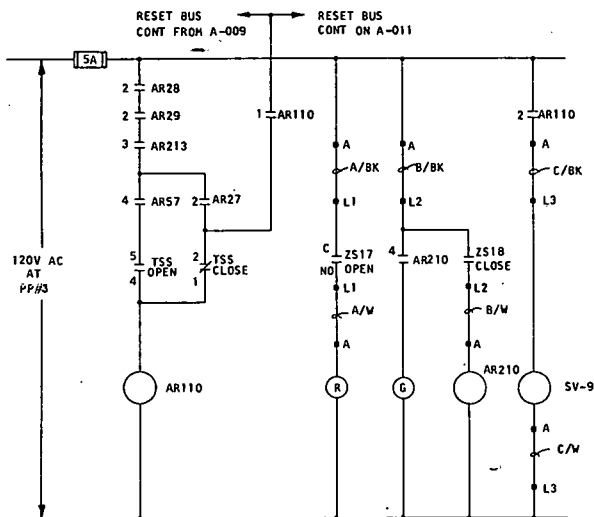 RESET BUS
CONT FROM A-009
RESET BUS
CONT ON A-011
5A
2 AR28
2 AR29
3 AR213
1 AR110
2 AR110
A
A
A
A/BK
B/BK
C/BK
4 AR57
2 AR27
L1
L2
L3
120V AC
AT
PP#3
5 TSS
OPEN
4
2 TSS
CLOSE
1
C ZS17
NO OPEN
4 AR210
ZS18
CLOSE
L1
L2
A/W
B/W
A
A
AR110
R
G
AR210
SV-9
A
C/W
L3